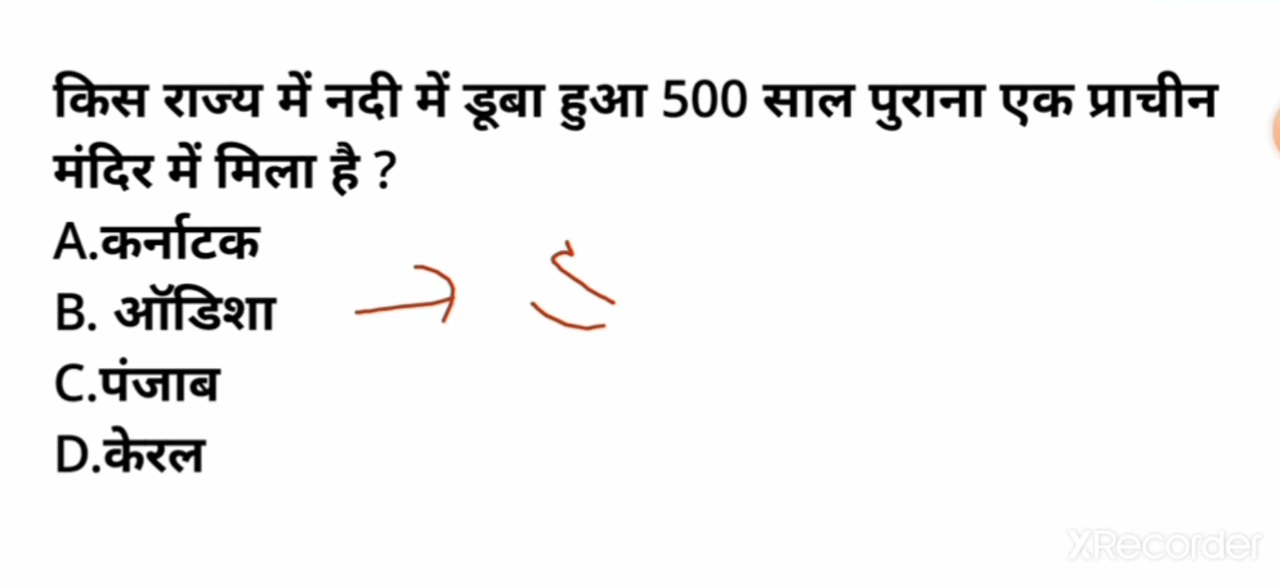 किस राज्य में नदी में डूबा हुआ 500 साल पुराना एक प्राचीन
मंदिर में मिला है ?
A.कर्नाटक
B. ऑडिशा
C.पंजाब
D.केरल
XRecorder